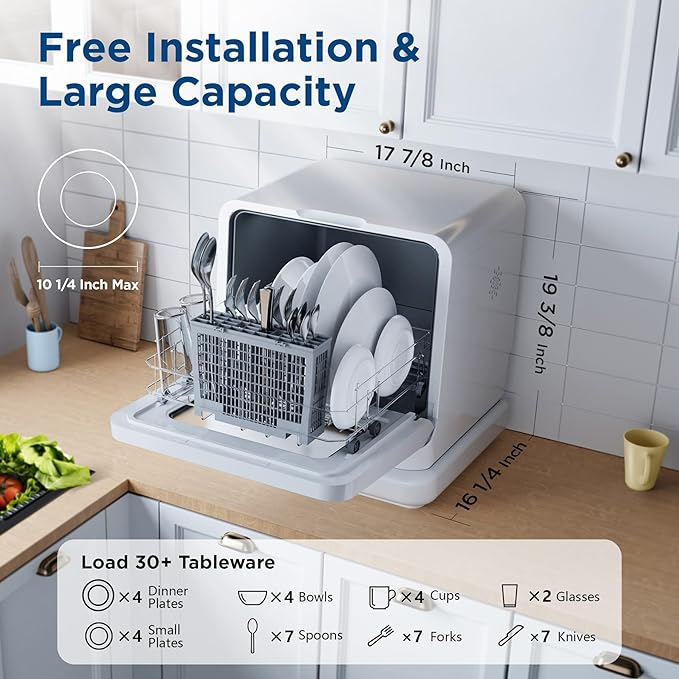 Free Installation &
Large Capacity
17 7/8 Inch
10 1/4 Inch Max
19 3/8 Inch
16 1/4 Inch
Load 30+ Tableware
×4 Dinner Plates
×4 Bowls
×4 Cups
×2 Glasses
×4 Small Plates
×7 Spoons
×7 Forks
×7 Knives